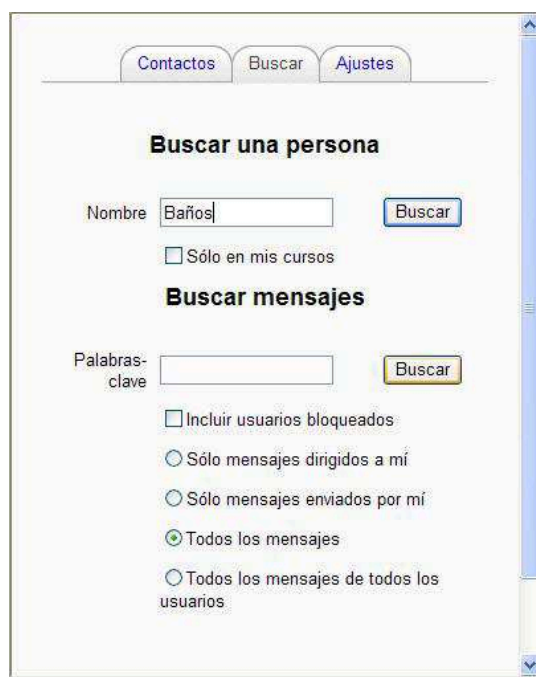 Contactos Buscar Ajustes
Buscar una persona
Nombre Baños Buscar
Sólo en mis cursos
Buscar mensajes
Palabras-
clave Buscar
Incluir usuarios bloqueados
Sólo mensajes dirigidos a mí
Sólo mensajes enviados por mí
Todos los mensajes
Todos los mensajes de todos los
usuarios